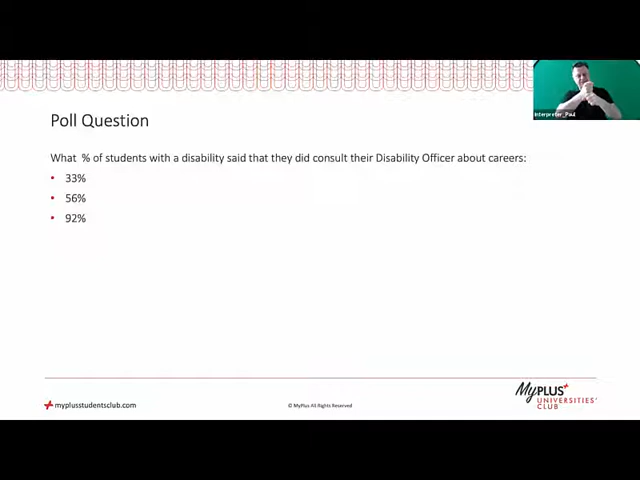 Interpreter_Paul
Poll Question
What % of students with a disability said that they did consult their Disability Officer about careers:
• 33%
• 56%
• 92%
myplusstudentsclub.com
© MyPlus All Rights Reserved
MyPLUS+
UNIVERSITIES'
CLUB